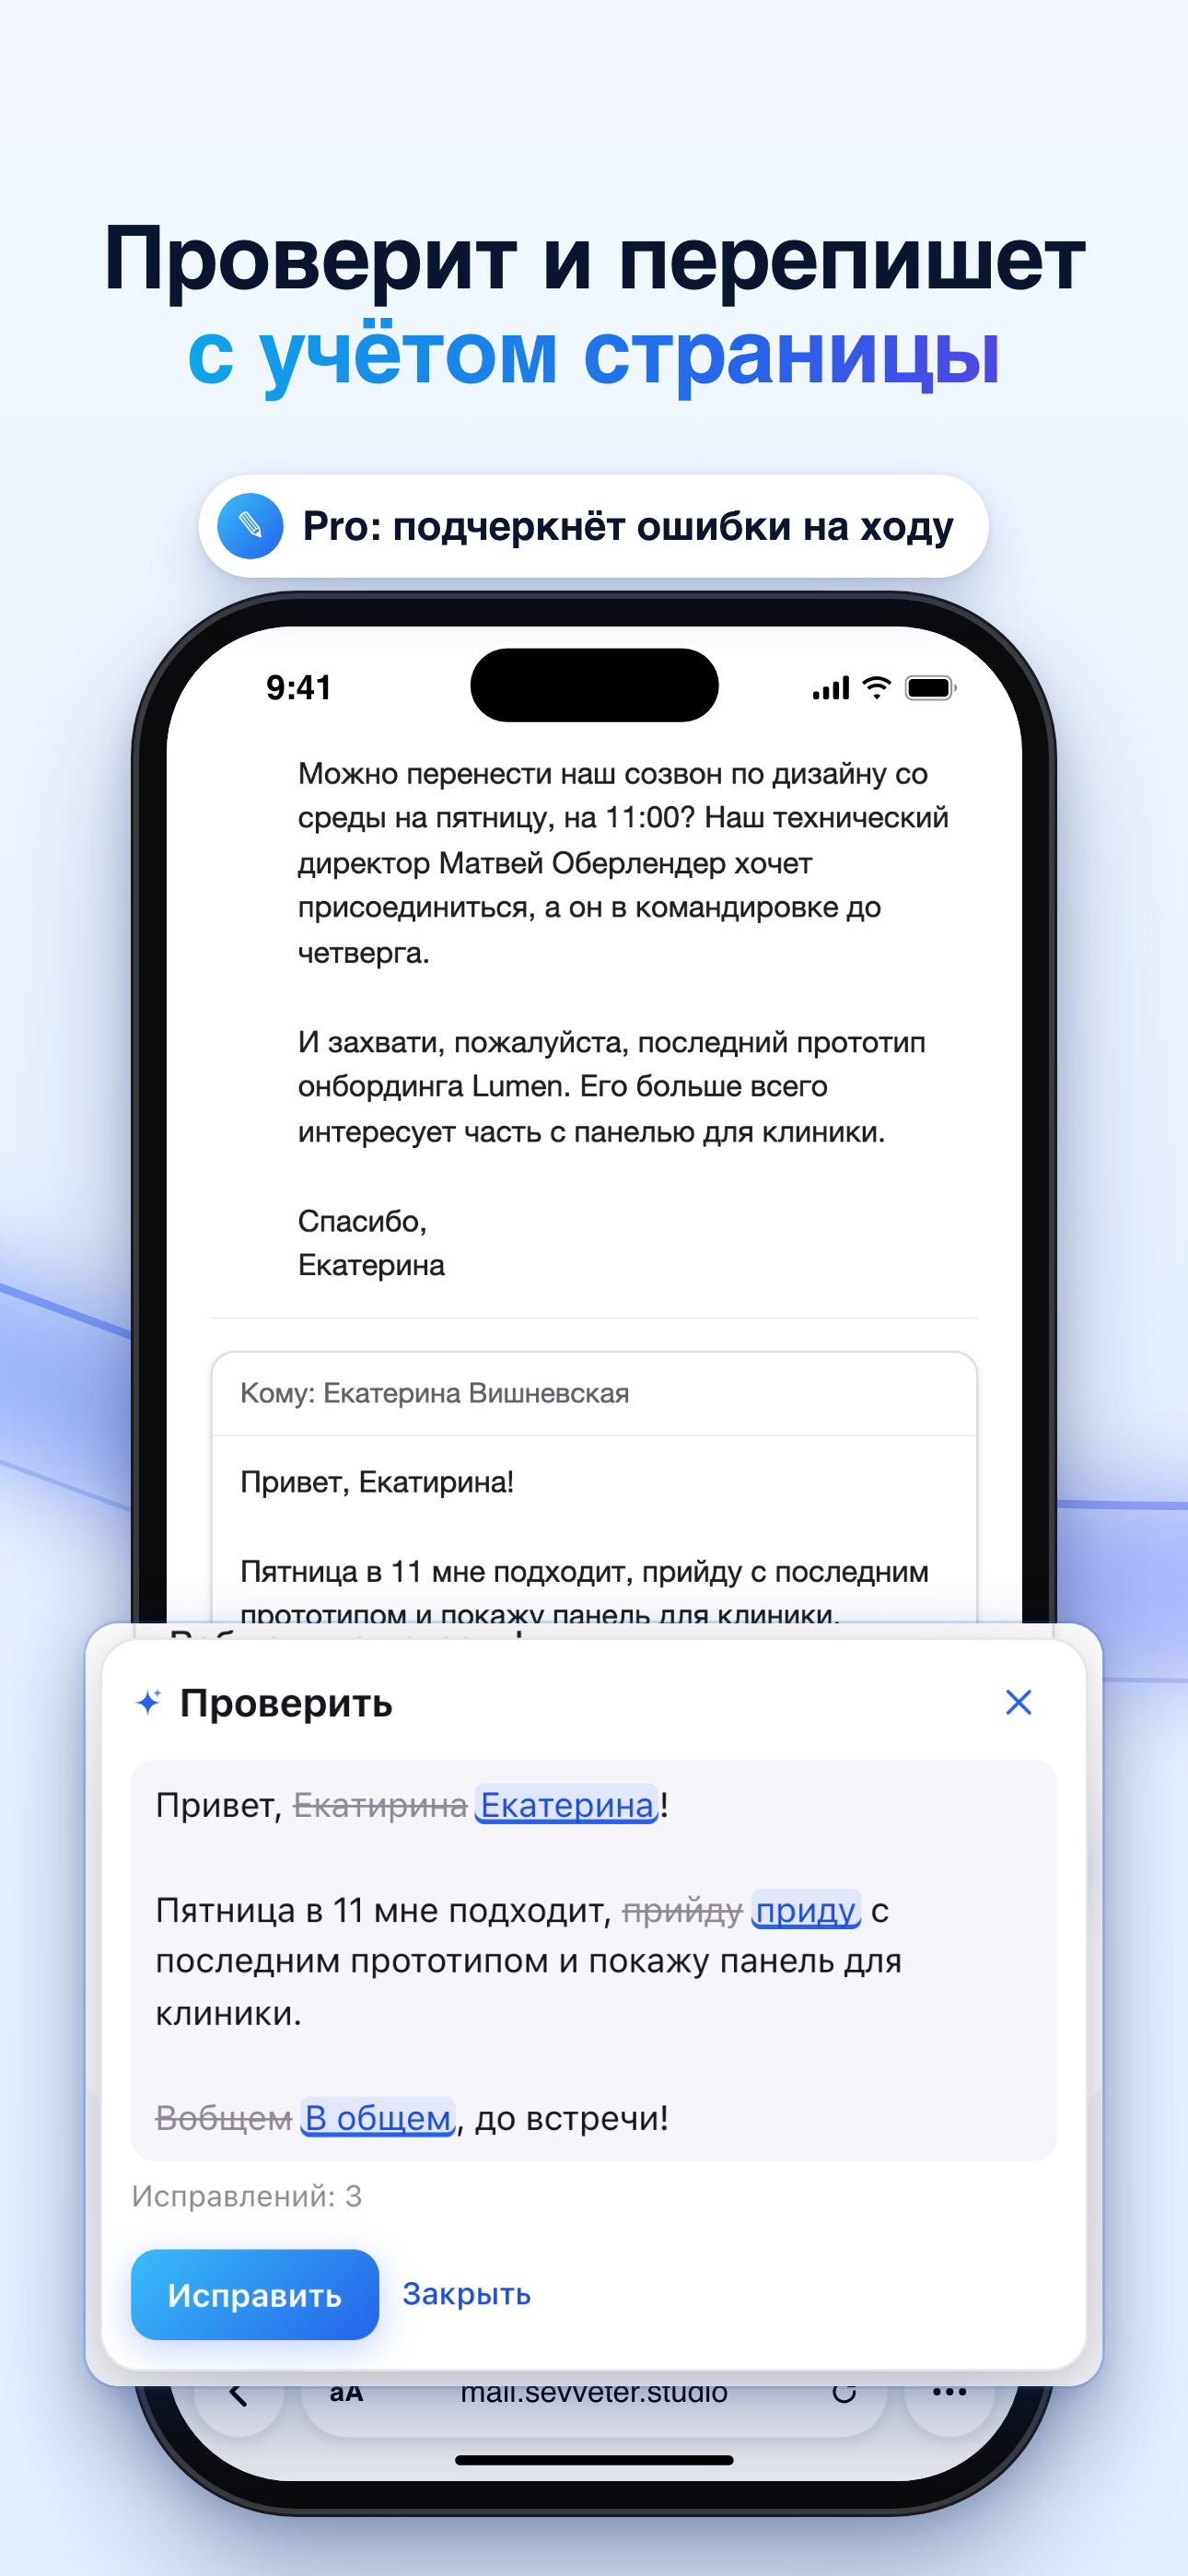 Проверит и перепишет
с учётом страницы
Pro: подчеркнёт ошибки на ходу
9:41
Можно перенести наш созвон по дизайну со
среды на пятницу, на 11:00? Наш технический
директор Матвей Оберлендер хочет
присоединиться, а он в командировке до
четверга.
И захвати, пожалуйста, последний прототип
онбординга Lumen. Его больше всего
интересует часть с панелью для клиники.
Спасибо,
Екатерина
Кому: Екатерина Вишневская
Привет, Екатирина!
Пятница в 11 мне подходит, прийду с последним
прототипом и покажу панель для клиники.
Проверить
Привет, Екатирина Екатерина!
Пятница в 11 мне подходит, прийду приду с
последним прототипом и покажу панель для
клиники.
Вобщем В общем, до встречи!
Исправлений: 3
Исправить Закрыть
аА mail.sevveter.studio